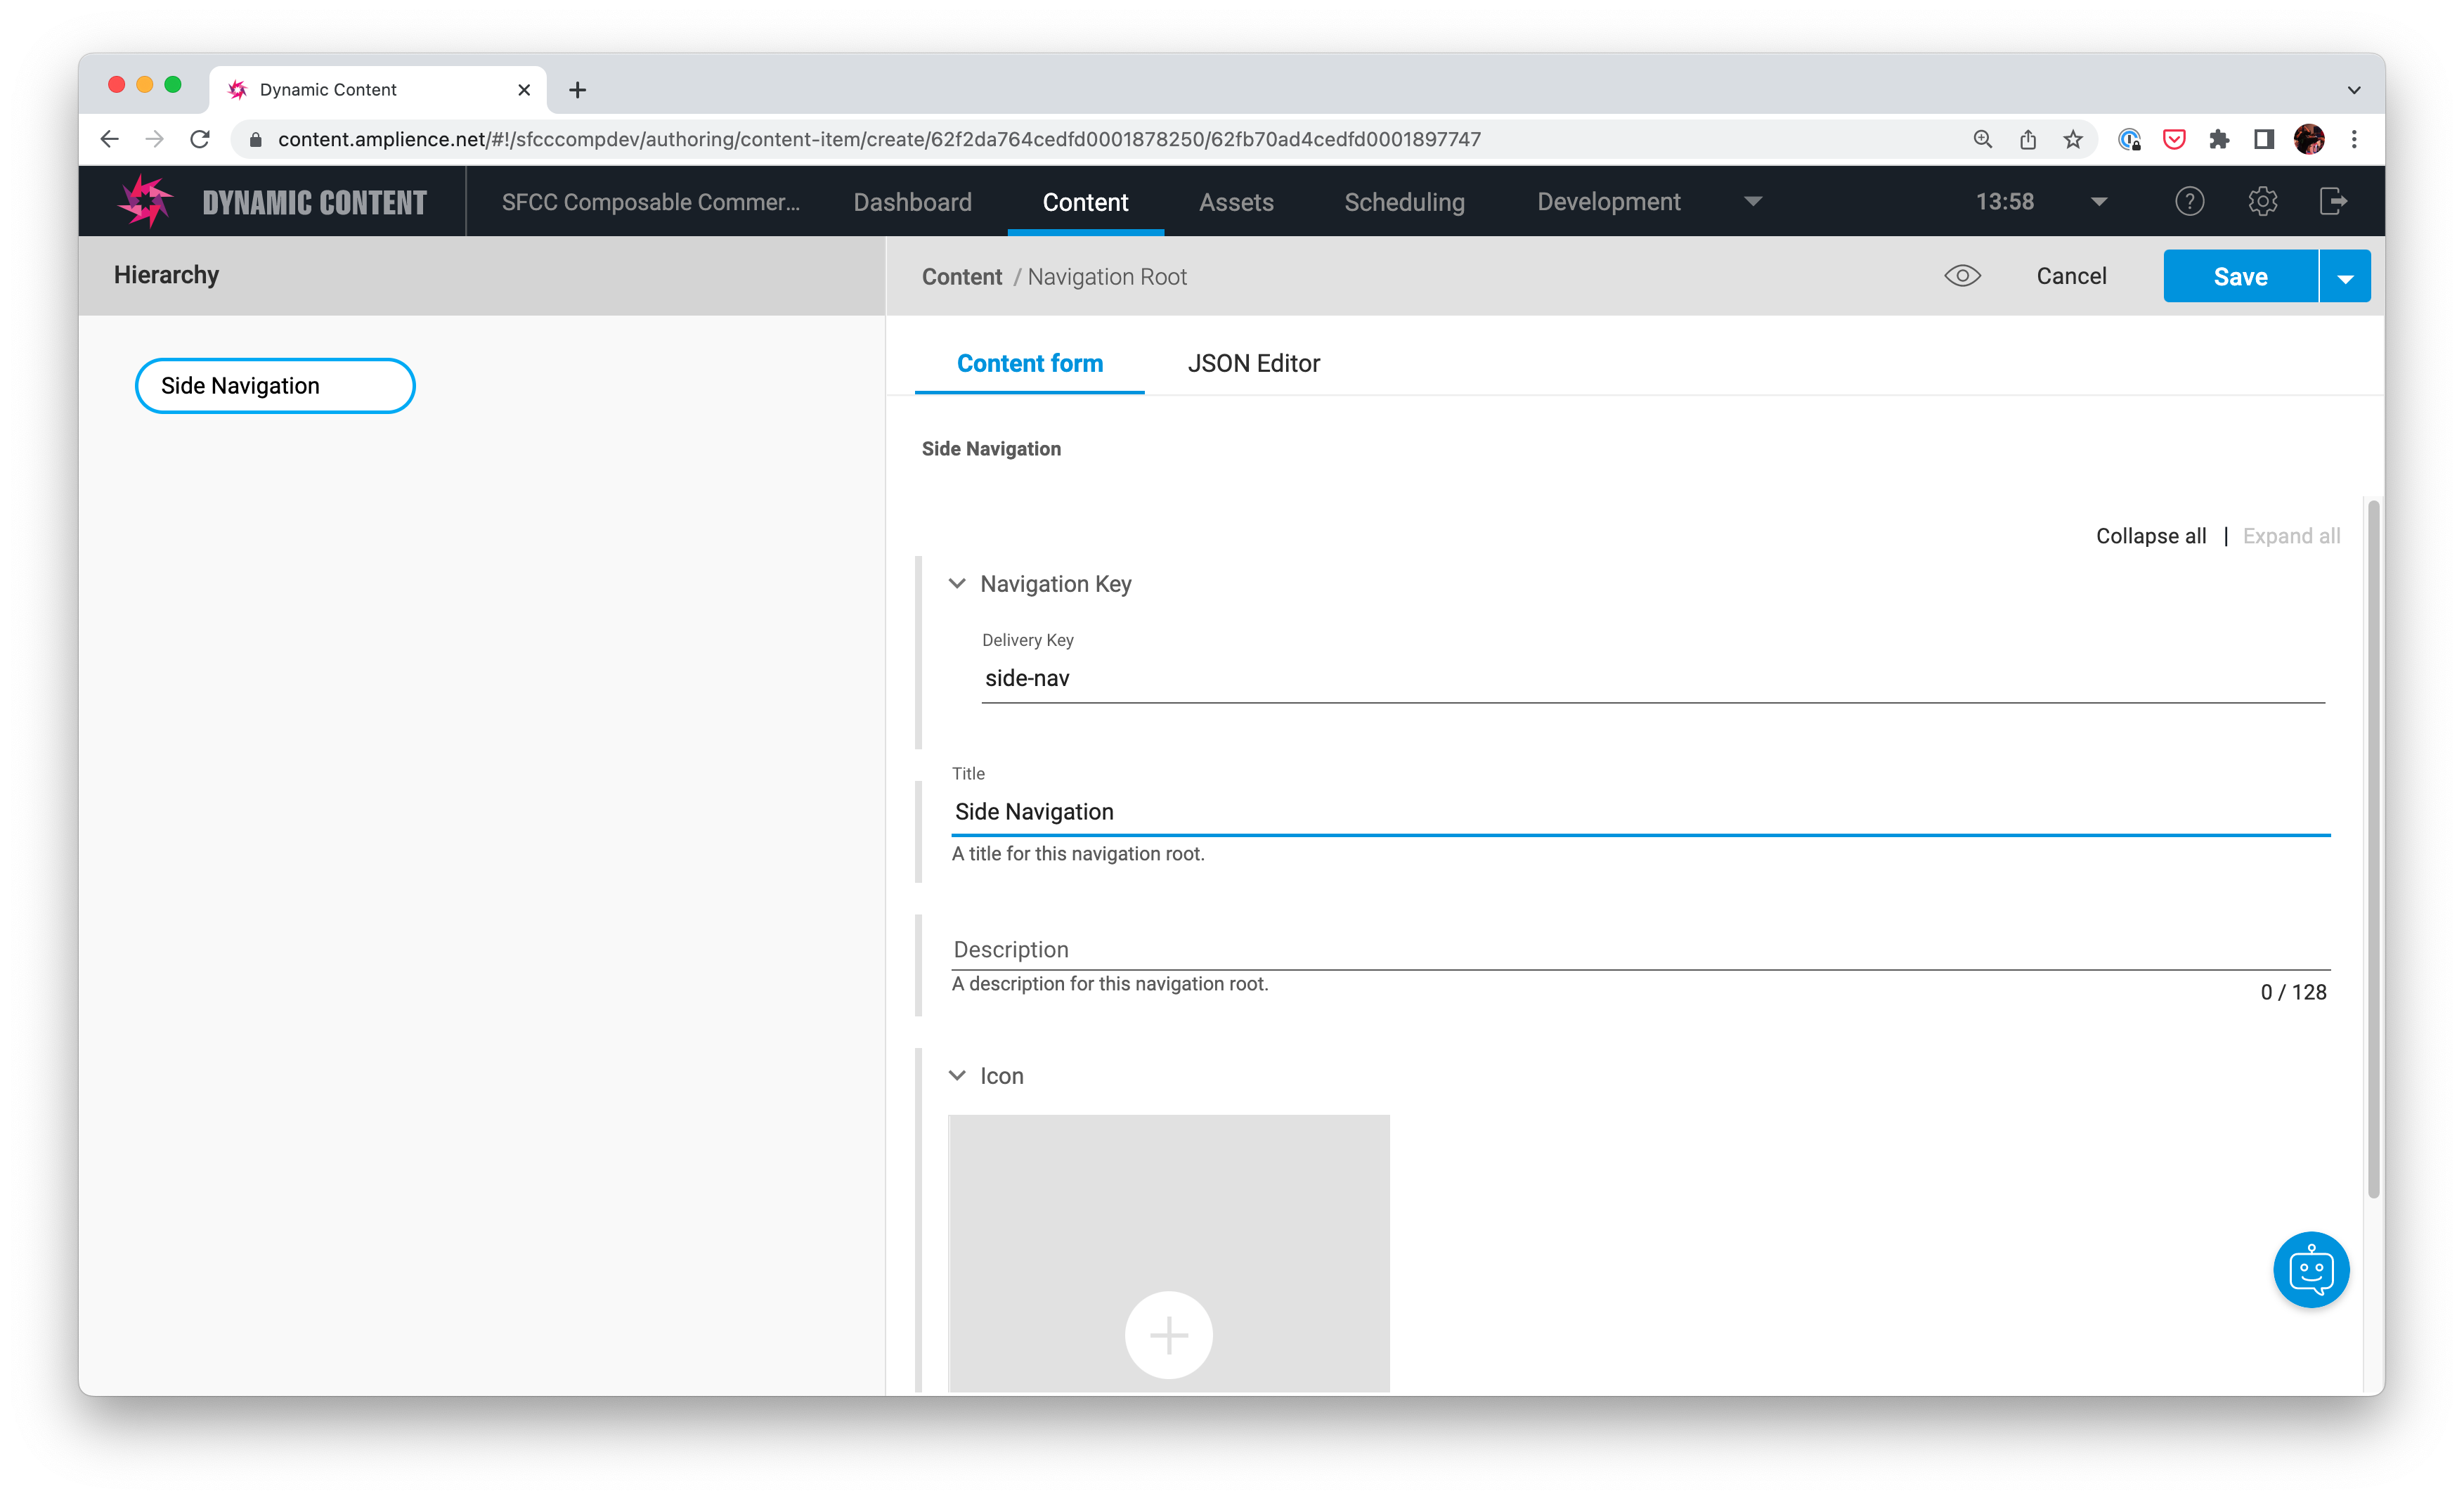 Dynamic Content
content.amplience.net/#!/sfcccompdev/authoring/content-item/create/62f2da764cedfd0001878250/62fb70ad4cedfd0001897747
DYNAMIC CONTENT
SFCC Composable Commer...
Dashboard
Content
Assets
Scheduling
Development
13:58
Hierarchy
Content / Navigation Root
Cancel
Save
Side Navigation
Content form
JSON Editor
Side Navigation
Collapse all | Expand all
Navigation Key
Delivery Key
side-nav
Title
Side Navigation
A title for this navigation root.
Description
A description for this navigation root.
0 / 128
Icon